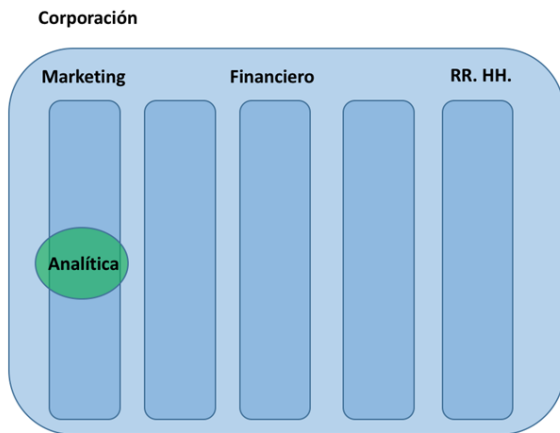 Corporación
Marketing
Financiero
RR. HH.
Analítica